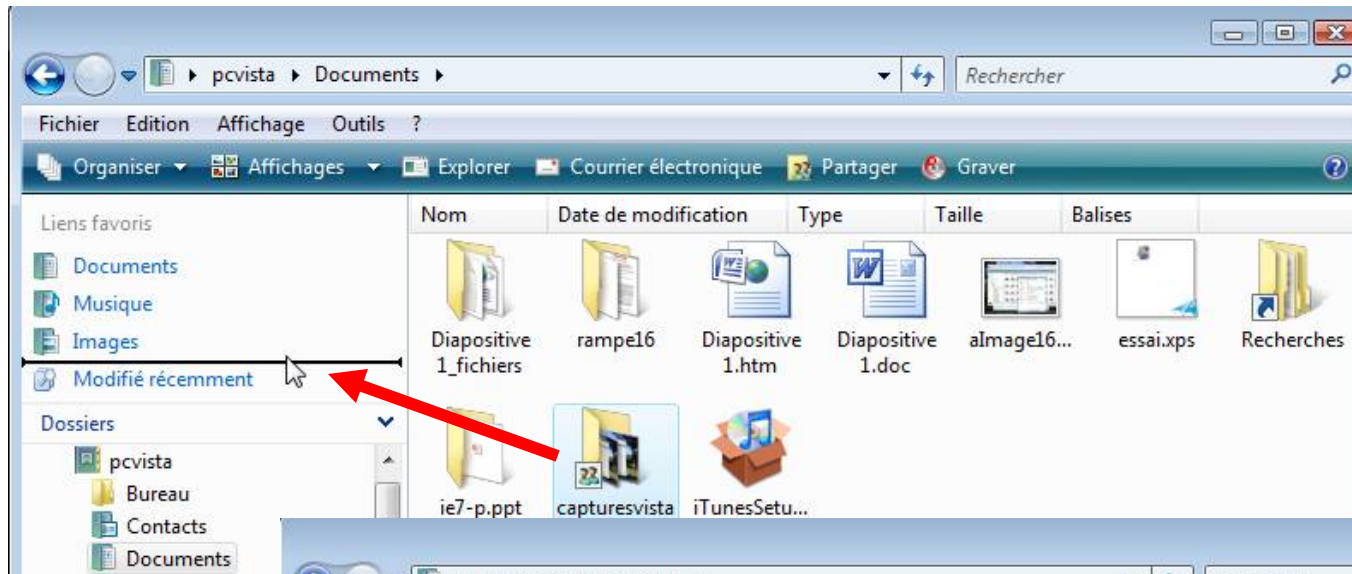 pcvista Documents Rechercher
Fichier Edition Affichage Outils ?
Organiser Affichages Explorer Courrier électronique Partager Graver ?
Liens favoris
Nom Date de modification Type Taille Balises
Documents
Musique
Images
Modifié récemment
Diapositive rampe16 Diapositive Diapositive aImage16... essai.xps Recherches
1_fichiers 1.htm 1.doc
Dossiers
pcvista
Bureau
Contacts
Documents
ie7-p.ppt capturesvista iTunesSetu...